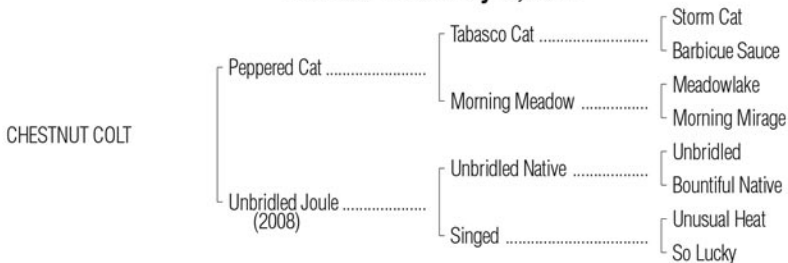 Storm Cat
Tabasco Cat ..........................
Barbicue Sauce
Peppered Cat ........................
Meadowlake
Morning Meadow ................
Morning Mirage
CHESTNUT COLT
Unbridled
Unbridled Native ..................
Bountiful Native
Unbridled Joule ....................
(2008)
Unusual Heat
Singed ..................................
So Lucky